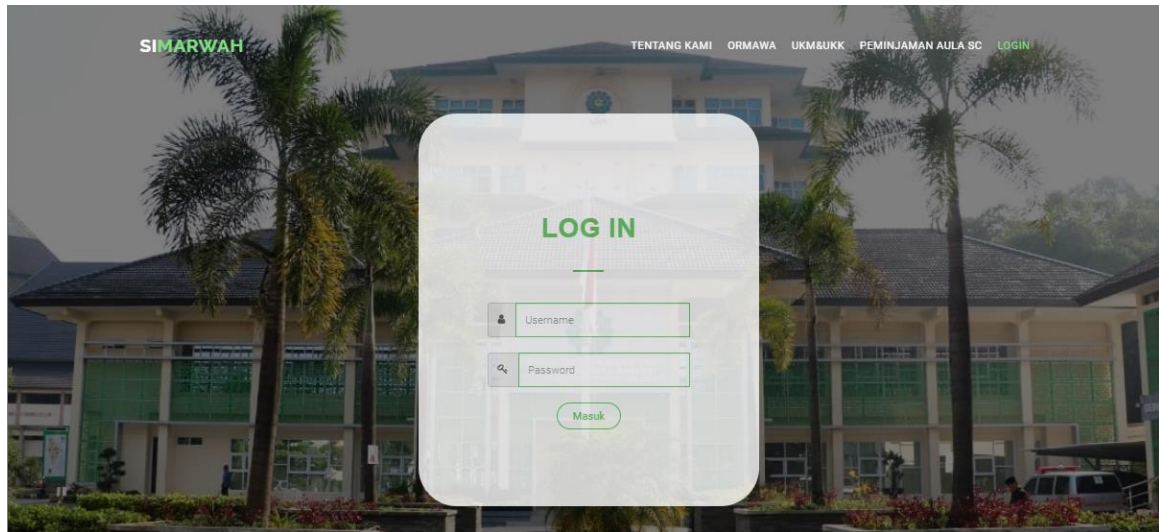 SIMARWAH
TENTANG KAMI ORMAWA UKM&UKK PEMINJAMAN AULA SC LOGIN
LOG IN
Username
Password
Masuk